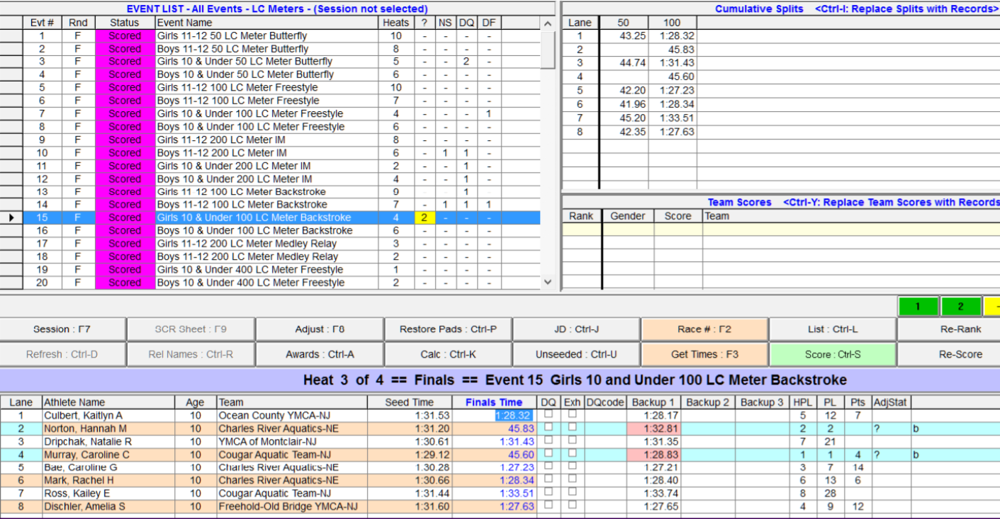 EVENT LIST - All Events - LC Meters - (Session not selected)
Evt # Rnd Status Event Name Heats ? NS DQ DF
1 F Scored Girls 11-12 50 LC Meter Butterfly 10 - - - -
2 F Scored Boys 11-12 50 LC Meter Butterfly 8 - - - -
3 F Scored Girls 10 & Under 50 LC Meter Butterfly 5 - - 2 -
4 F Scored Boys 10 & Under 50 LC Meter Butterfly 6 - - - -
5 F Scored Girls 11-12 100 LC Meter Freestyle 10 - - - -
6 F Scored Boys 11-12 100 LC Meter Freestyle 7 - - - -
7 F Scored Girls 10 & Under 100 LC Meter Freestyle 4 - - - 1
8 F Scored Boys 10 & Under 100 LC Meter Freestyle 6 - - - -
9 F Scored Girls 11-12 200 LC Meter IM 8 - - - -
10 F Scored Boys 11-12 200 LC Meter IM 6 - 1 1 -
11 F Scored Girls 10 & Under 200 LC Meter IM 2 - - 1 -
12 F Scored Boys 10 & Under 200 LC Meter IM 4 - - 1 -
13 F Scored Girls 11-12 100 LC Meter Backstroke 9 - - 1 -
14 F Scored Boys 11-12 100 LC Meter Backstroke 7 - 1 1 1
15 F Scored Girls 10 & Under 100 LC Meter Backstroke 4 2 - - -
16 F Scored Boys 10 & Under 100 LC Meter Backstroke 6 - - - -
17 F Scored Girls 11-12 200 LC Meter Medley Relay 3 - - - -
18 F Scored Boys 11-12 200 LC Meter Medley Relay 2 - - - -
19 F Scored Girls 10 & Under 400 LC Meter Freestyle 1 - - - -
20 F Scored Boys 10 & Under 400 LC Meter Freestyle 2 - - - -
Cumulative Splits <Ctrl-I: Replace Splits with Records>
Lane 50 100
1 43.25 1:28.32
2 45.83
3 44.74 1:31.43
4 45.60
5 42.20 1:27.23
6 41.96 1:28.34
7 45.20 1:33.51
8 42.35 1:27.63
Team Scores <Ctrl-Y: Replace Team Scores with Records
Rank Gender Score Team
1 2 -
Session : F7 SCR Sheet : F9 Adjust : F8 Restore Pads : Ctrl-P JD : Ctrl-J Race # : F2 List : Ctrl-L Re-Rank
Refresh : Ctrl-D Rel Names : Ctrl-R Awards : Ctrl-A Calc : Ctrl-K Unseeded : Ctrl-U Get Times : F3 Score : Ctrl-S Re-Score
Heat 3 of 4 == Finals == Event 15 Girls 10 and Under 100 LC Meter Backstroke
Lane Athlete Name Age Team Seed Time Finals Time DQ Exh DQcode Backup 1 Backup 2 Backup 3 HPL PL Pts AdjStat
1 Culbert, Kaitlyn A 10 Ocean County YMCA-NJ 1:31.53 1:28.32 1:28.17 5 12 7
2 Norton, Hannah M 10 Charles River Aquatics-NE 1:31.20 45.83 1:32.81 2 2 ? b
3 Dripchak, Natalie R 10 YMCA of Montclair-NJ 1:30.61 1:31.43 1:31.35 7 21
4 Murray, Caroline C 10 Cougar Aquatic Team-NJ 1:29.12 45.60 1:28.83 1 1 4 ? b
5 Bae, Caroline G 10 Charles River Aquatics-NE 1:30.28 1:27.23 1:27.21 3 7 14
6 Mark, Rachel H 10 Charles River Aquatics-NE 1:30.66 1:28.34 1:28.40 6 13 6
7 Ross, Kailey E 10 Cougar Aquatic Team-NJ 1:31.44 1:33.51 1:33.74 8 28
8 Dischler, Amelia S 10 Freehold-Old Bridge YMCA-NJ 1:31.60 1:27.63 1:27.65 4 9 12